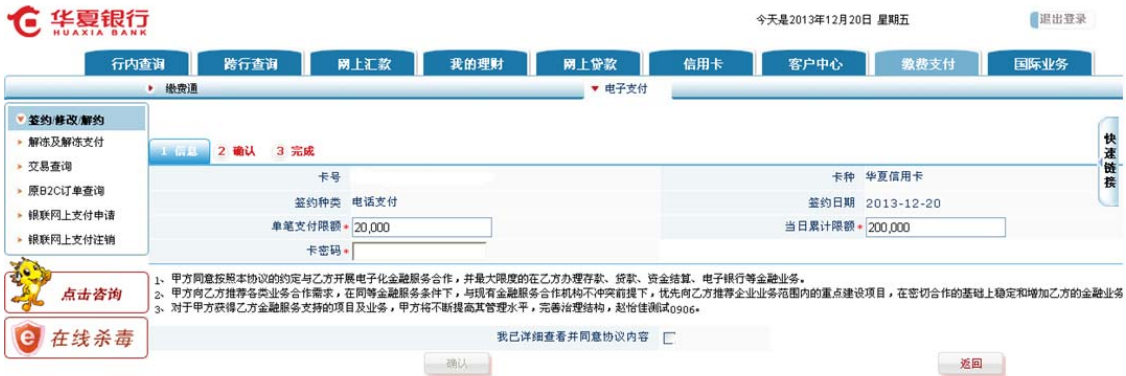 华夏银行
HUAXIA BANK
今天是2013年12月20日 星期五
退出登录
行内查询 跨行查询 网上汇款 我的理财 网上贷款 信用卡 客户中心 缴费支付 国际业务
缴费通 电子支付
签约/修改/解约
解冻及解冻支付
交易查询
原B2C订单查询
银联网上支付申请
银联网上支付注销
点击咨询
在线杀毒
1 信息 2 确认 3 完成
卡号 卡种 华夏信用卡
签约种类 电话支付 签约日期 2013-12-20
单笔支付限额* 20,000 当日累计限额* 200,000
卡密码*
1、甲方同意按照本协议的约定与乙方开展电子化金融服务合作，并最大限度的在乙方办理存款、贷款、资金结算、电子银行等金融业务。
2、甲方向乙方推荐各类业务合作需求，在同等金融服务条件下，与现有金融服务合作机构不冲突前提下，优先向乙方推荐企业业务范围内的重点建设项目，在密切合作的基础上稳定和增加乙方的金融业务
3、对于甲方获得乙方金融服务支持的项目及业务，甲方将不断提高其管理水平，完善治理结构，赵怡佳测试0906。
我已详细查看并同意协议内容
确认 返回
快速链接